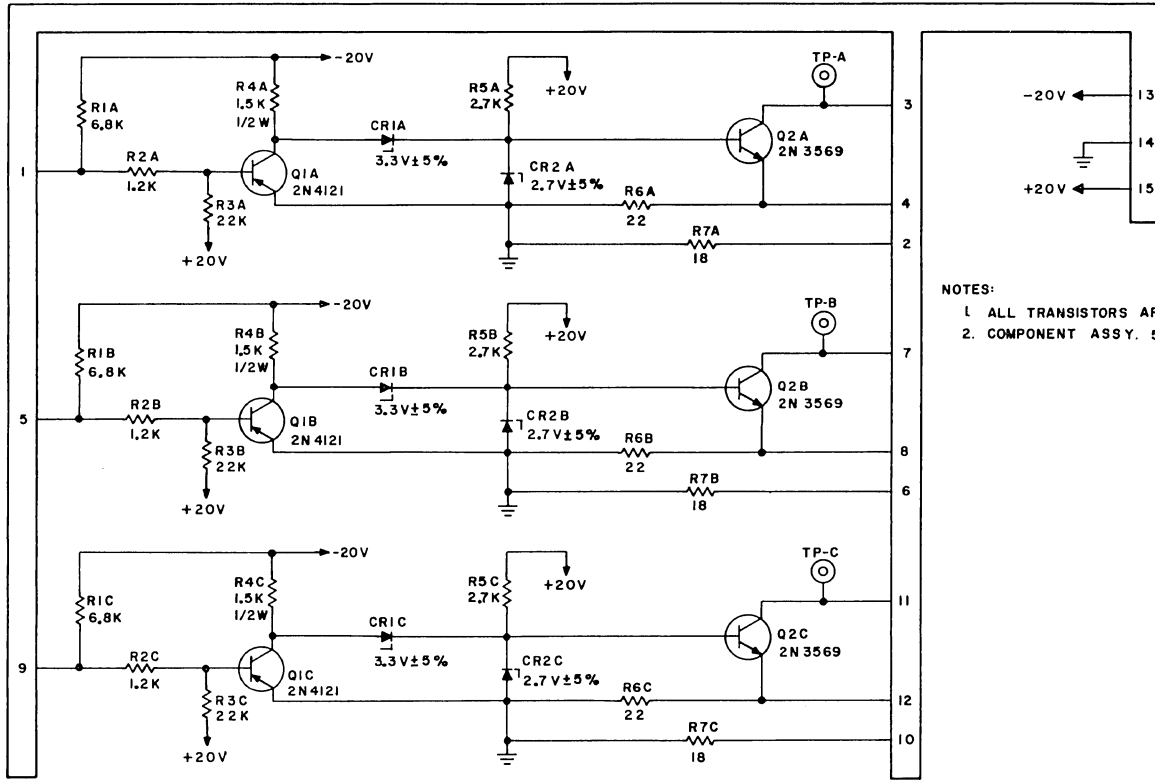 -20V
R1A
6.8K
R4A
1.5K
1/2W
R5A
2.7K
+20V
TP-A
3
CR1A
3.3V±5%
Q2A
2N3569
1
R2A
1.2K
Q1A
2N4121
CR2A
2.7V±5%
R3A
22K
+20V
R6A
22
4
R7A
18
2
-20V
R1B
6.8K
R4B
1.5K
1/2W
R5B
2.7K
+20V
TP-B
7
CR1B
3.3V±5%
Q2B
2N3569
5
R2B
1.2K
Q1B
2N4121
CR2B
2.7V±5%
R3B
22K
+20V
R6B
22
8
R7B
18
6
-20V
R1C
6.8K
R4C
1.5K
1/2W
R5C
2.7K
+20V
TP-C
11
CR1C
3.3V±5%
Q2C
2N3569
9
R2C
1.2K
Q1C
2N4121
CR2C
2.7V±5%
R3C
22K
+20V
R6C
22
12
R7C
18
10
-20V
13
14
+20V
15
NOTES:
1. ALL TRANSISTORS
2. COMPONENT ASSY.